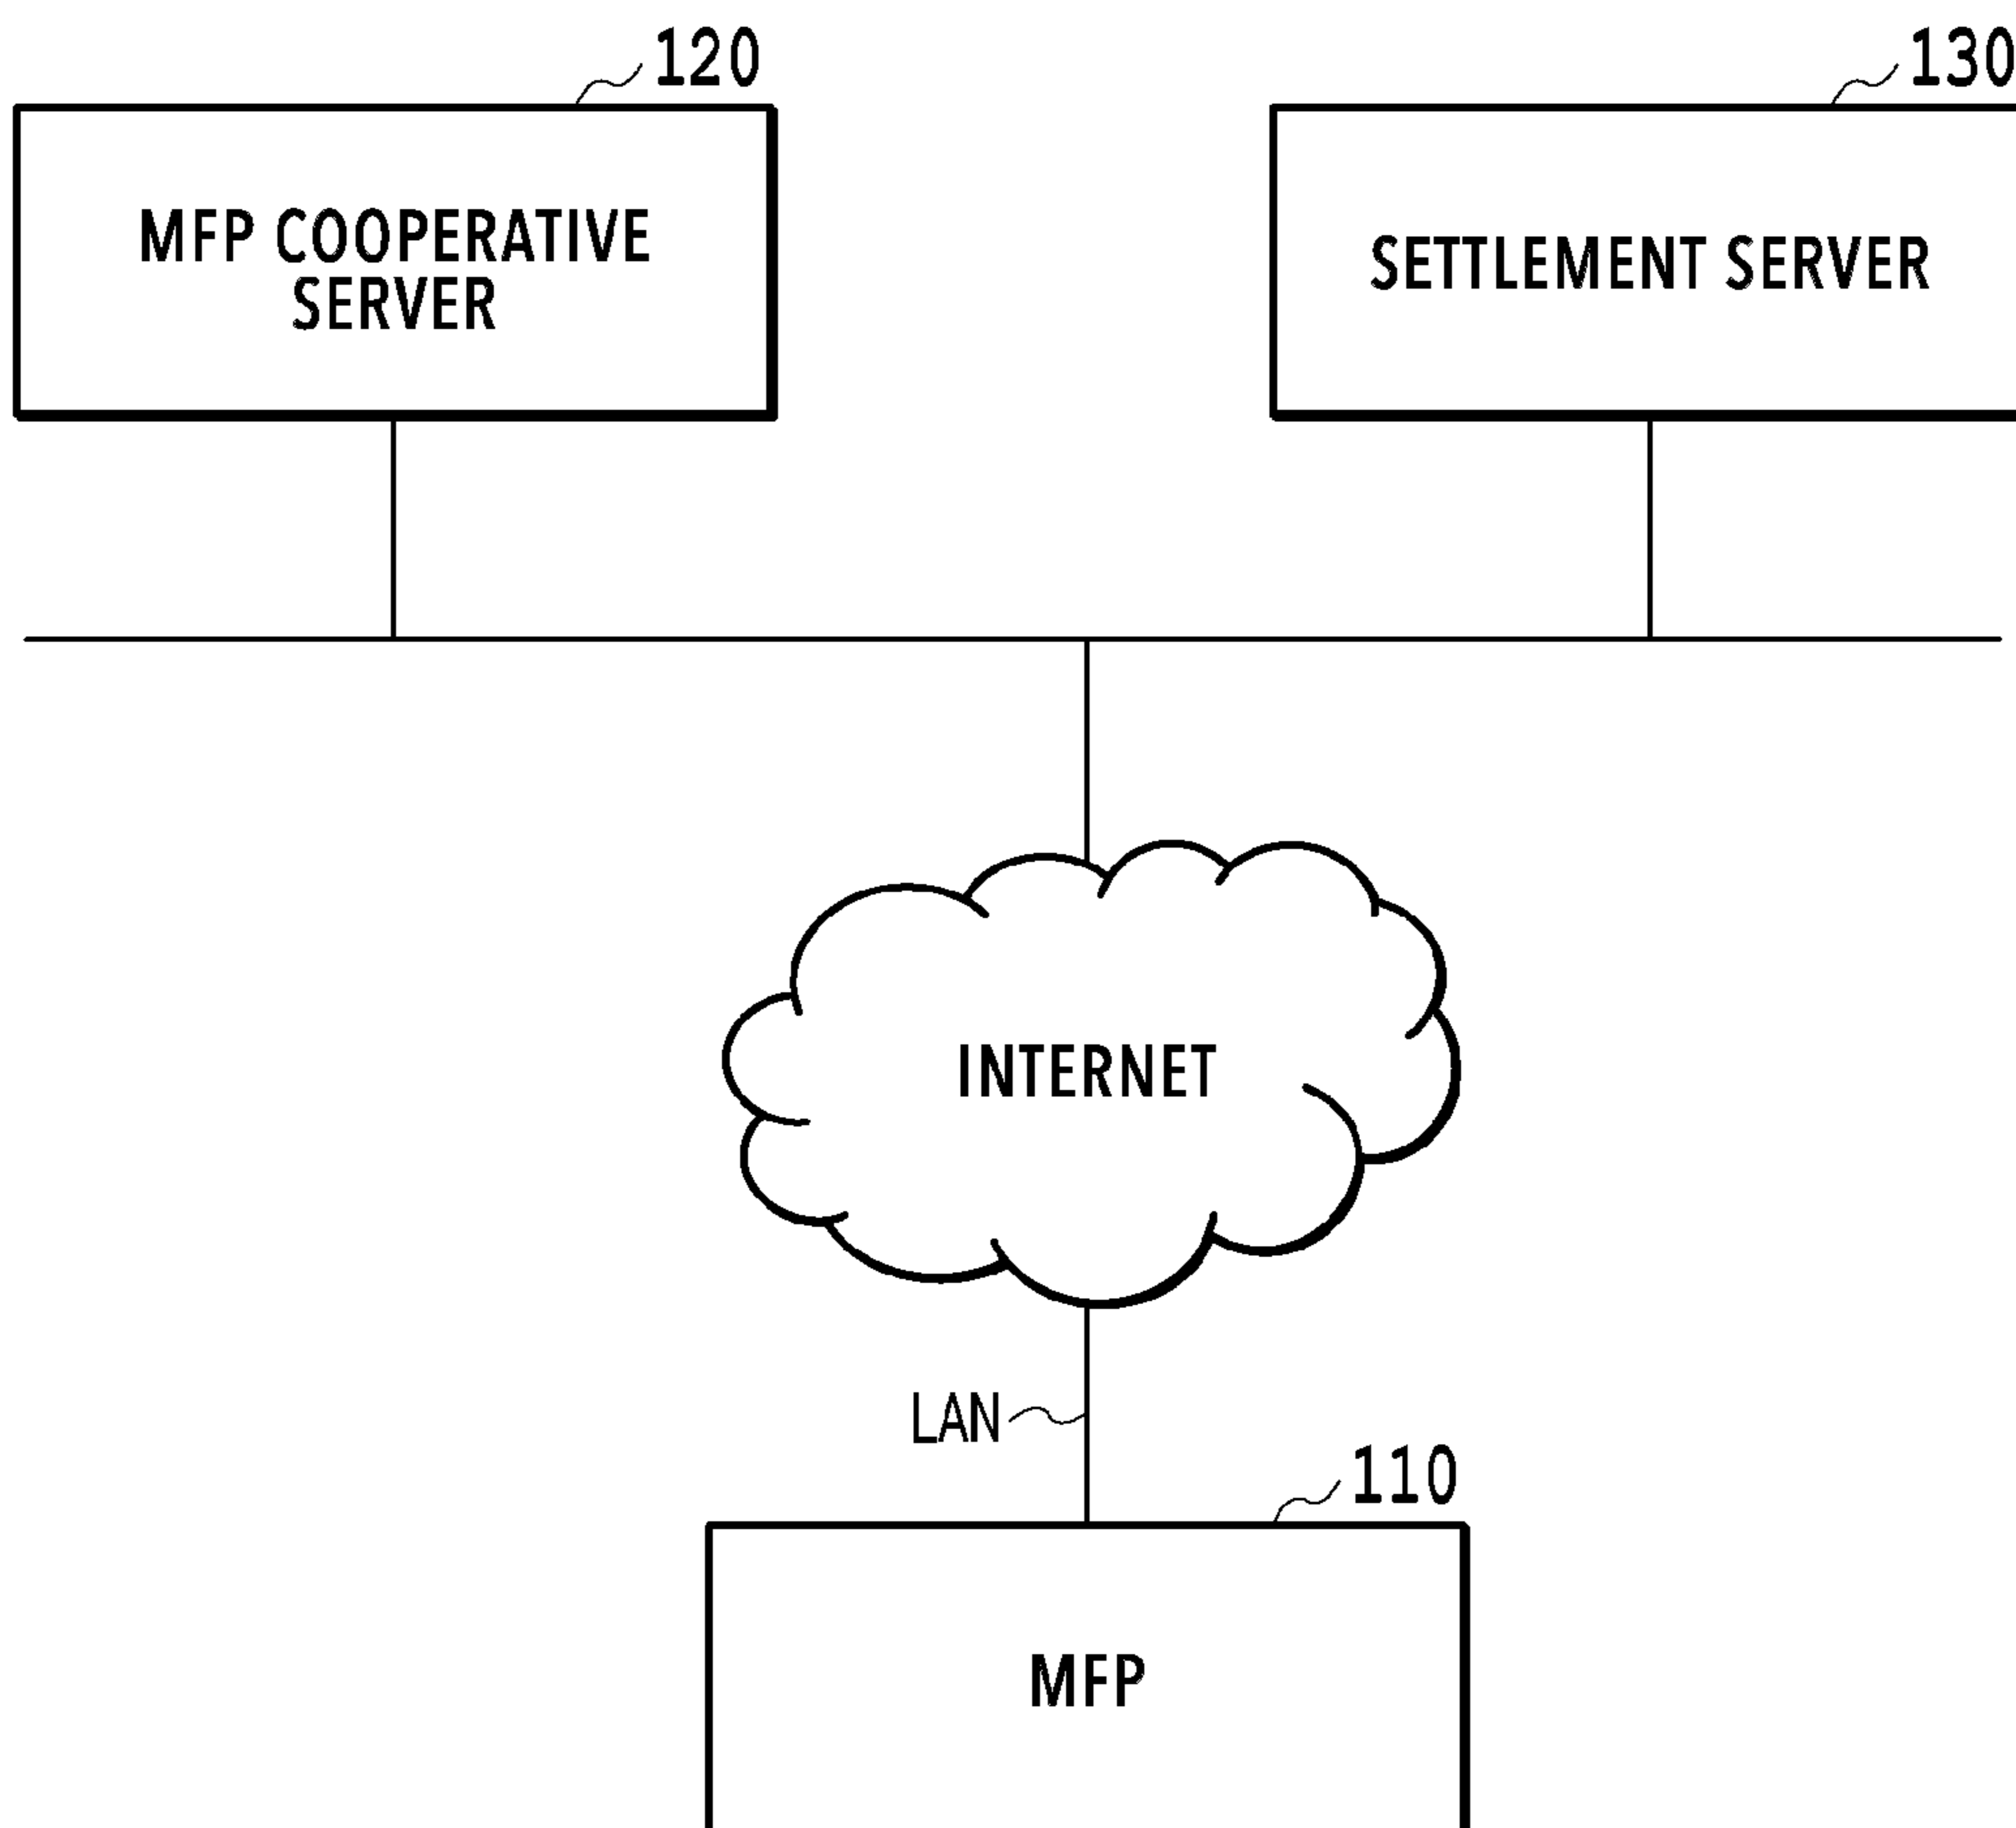 120
130
MFP COOPERATIVE
SERVER
SETTLEMENT SERVER
INTERNET
LAN
110
MFP